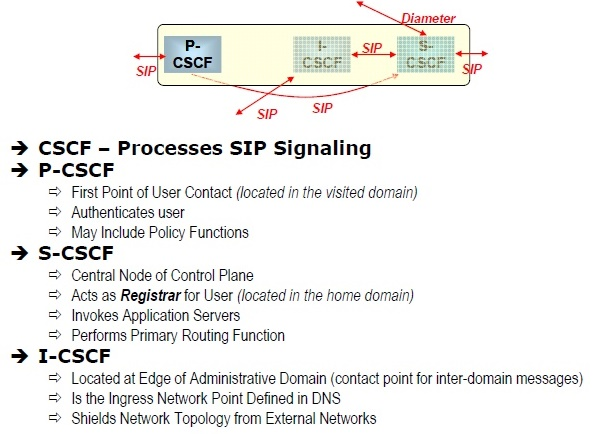 Diameter
P-
CSCF
I-
CSCF
S-
CSCF
SIP
SIP
SIP
SIP
SIP
➔ CSCF – Processes SIP Signaling
➔ P-CSCF
⇨ First Point of User Contact (located in the visited domain)
⇨ Authenticates user
⇨ May Include Policy Functions
➔ S-CSCF
⇨ Central Node of Control Plane
⇨ Acts as Registrar for User (located in the home domain)
⇨ Invokes Application Servers
⇨ Performs Primary Routing Function
➔ I-CSCF
⇨ Located at Edge of Administrative Domain (contact point for inter-domain messages)
⇨ Is the Ingress Network Point Defined in DNS
⇨ Shields Network Topology from External Networks